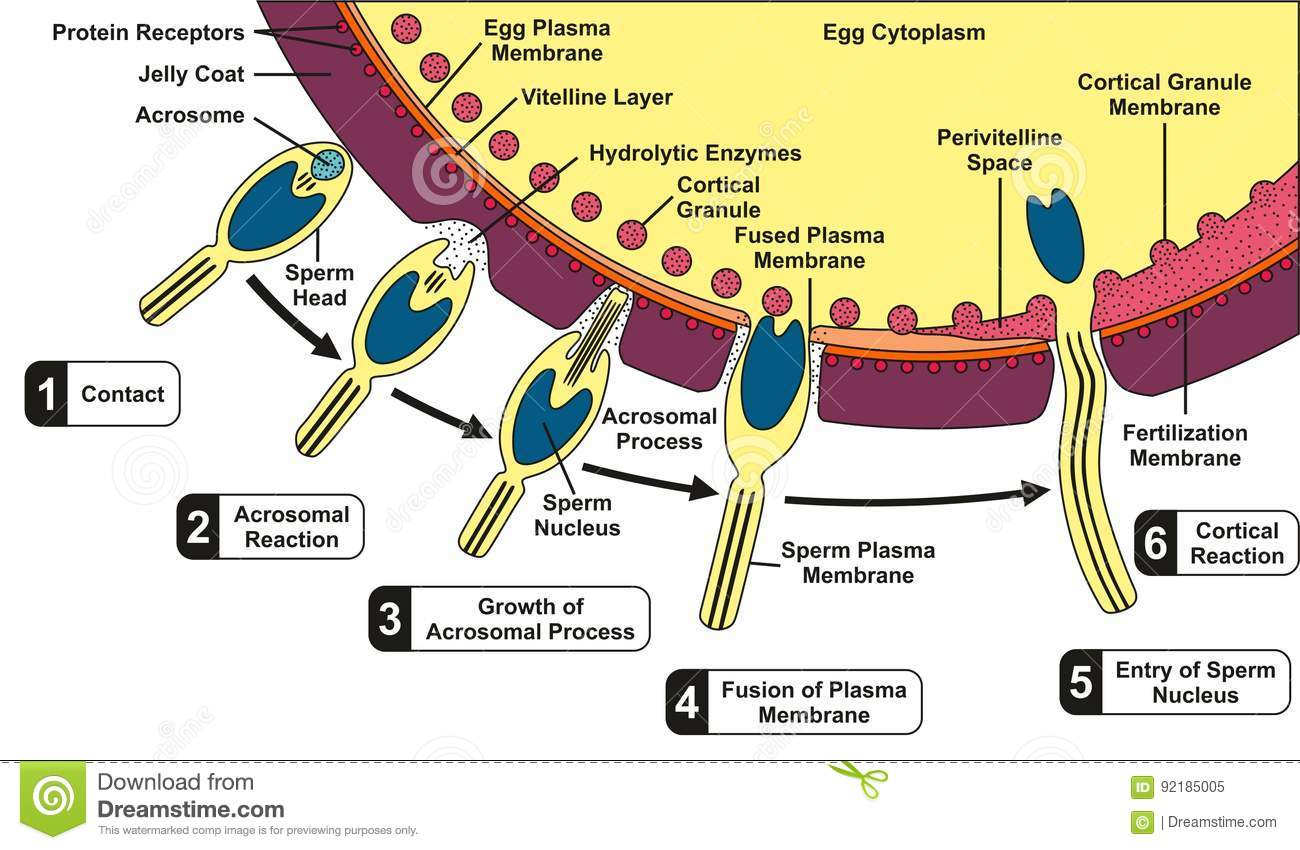 Protein Receptors
Jelly Coat
Acrosome
Egg Plasma
Membrane
Vitelline Layer
Hydrolytic Enzymes
Cortical
Granule
Fused Plasma
Membrane
Egg Cytoplasm
Perivitelline
Space
Cortical Granule
Membrane
Sperm
Head
Acrosomal
Process
Sperm
Nucleus
Sperm Plasma
Membrane
Fertilization
Membrane
1 Contact
2 Acrosomal
Reaction
3 Growth of
Acrosomal Process
4 Fusion of Plasma
Membrane
5 Entry of Sperm
Nucleus
6 Cortical
Reaction
dreamstime
Download from
Dreamstime.com
This watermarked comp image is for previewing purposes only.
ID 92185005
© | Dreamstime.com